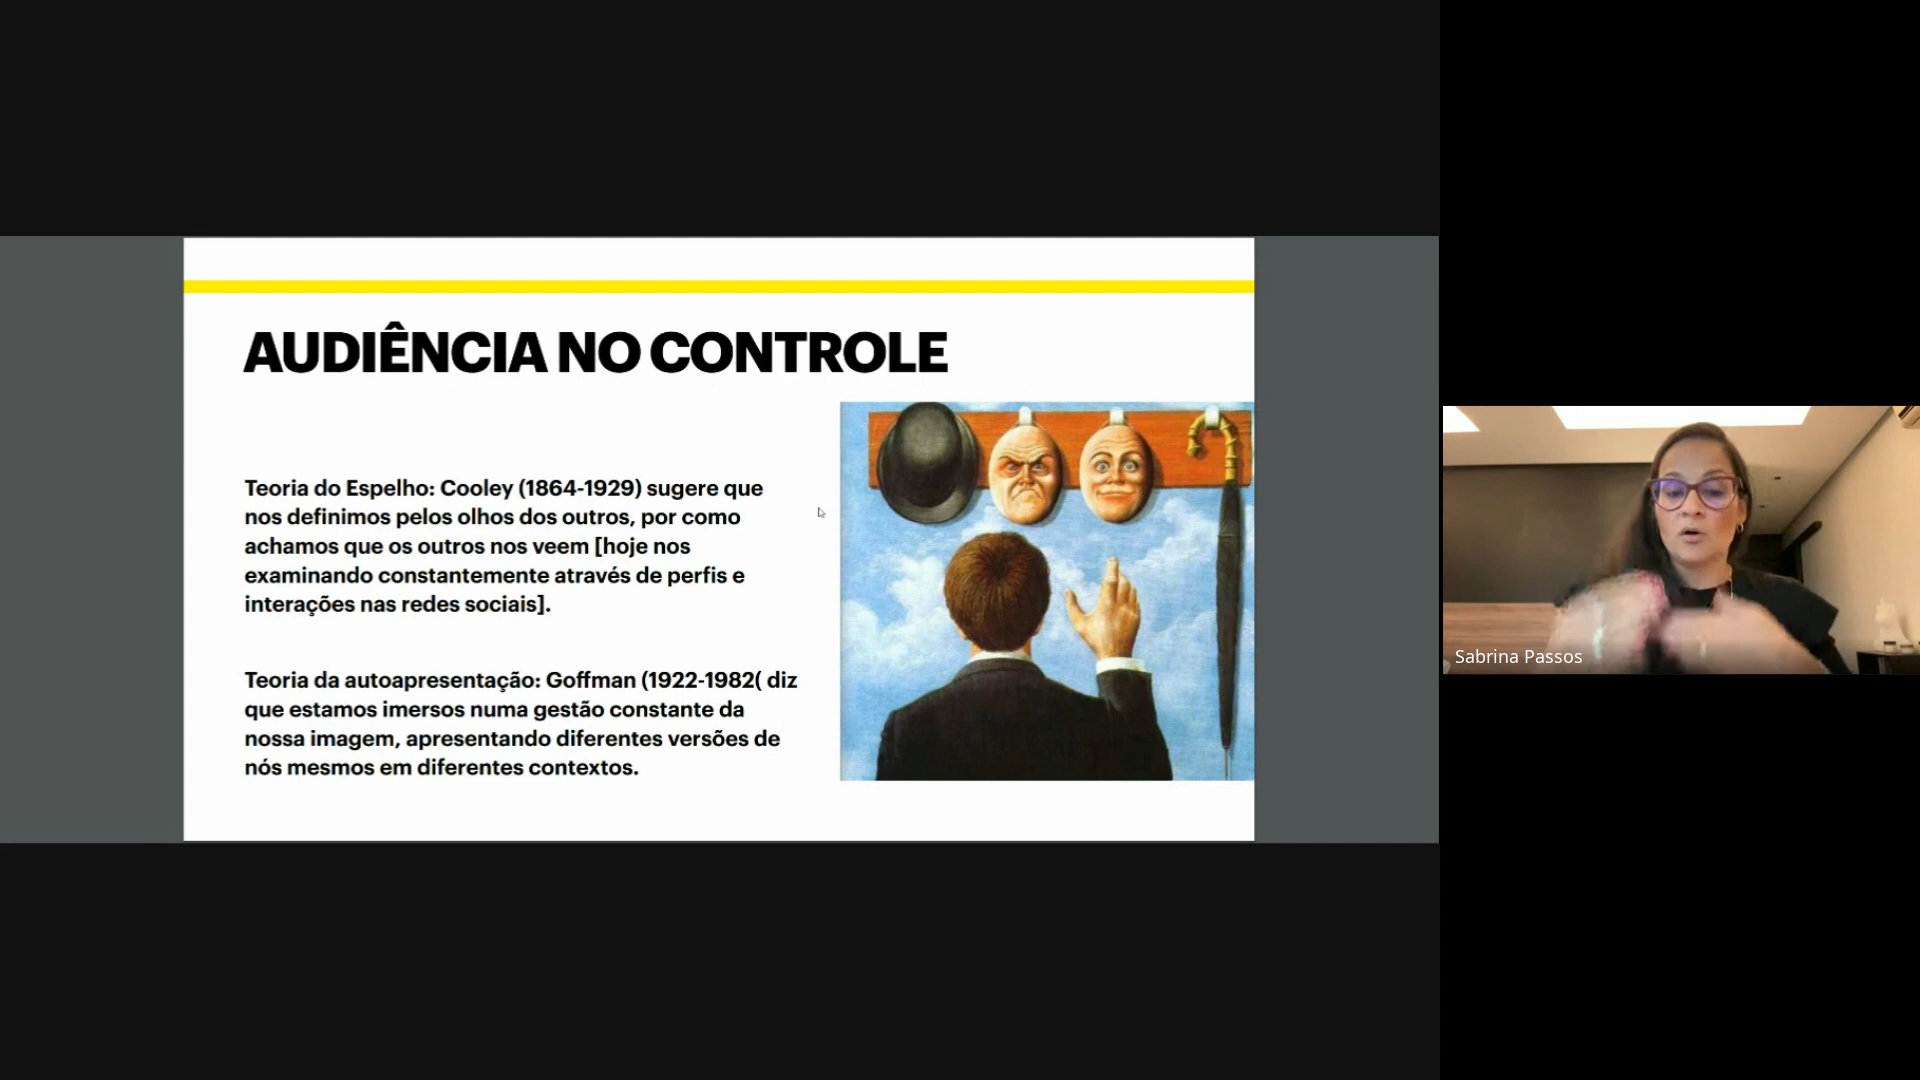 AUDIÊNCIA NO CONTROLE
Teoria do Espelho: Cooley (1864-1929) sugere que
nos definimos pelos olhos dos outros, por como
achamos que os outros nos veem [hoje nos
examinando constantemente através de perfis e
interações nas redes sociais].
Teoria da autoapresentação: Goffman (1922-1982( diz
que estamos imersos numa gestão constante da
nossa imagem, apresentando diferentes versões de
nós mesmos em diferentes contextos.
Sabrina Passos